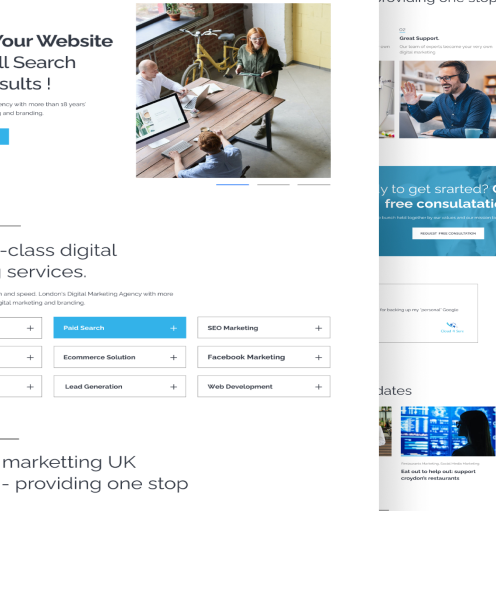 Your Website
ll Search
sults !
ency with more than 18 years'
g and branding.
-class digital
g services.
n and speed. London's Digital Marketing Agency with more
igital marketing and branding.
+
Paid Search +
SEO Marketing +
+
Ecommerce Solution +
Facebook Marketing +
+
Lead Generation +
Web Development +
marketting UK
- providing one stop
roviding one stop
Great Support.
Our team of experts became your very own
digital Marketing
y to get srarted?
free consulatati
REQUEST FREE CONSULTATION
for backing up my 'personal' Google
dates
Eat out to help out: support
croydon's restaurants